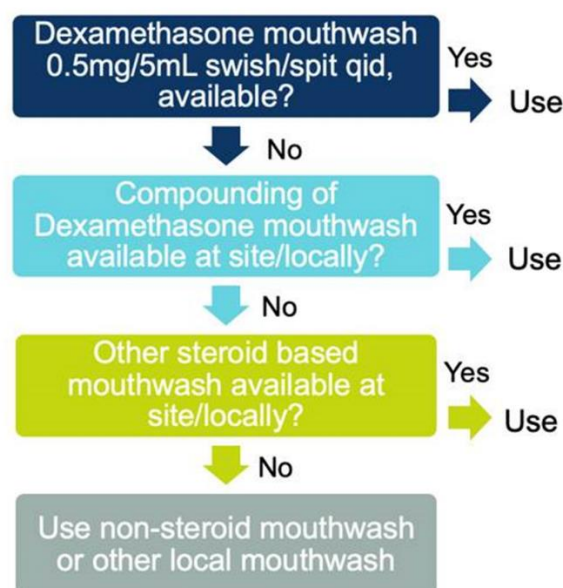 Dexamethasone mouthwash
0.5mg/5mL swish/spit qid,
available?
Yes
Use
No
Compounding of
Dexamethasone mouthwash
available at site/locally?
Yes
Use
No
Other steroid based
mouthwash available at
site/locally?
Yes
Use
No
Use non-steroid mouthwash
or other local mouthwash